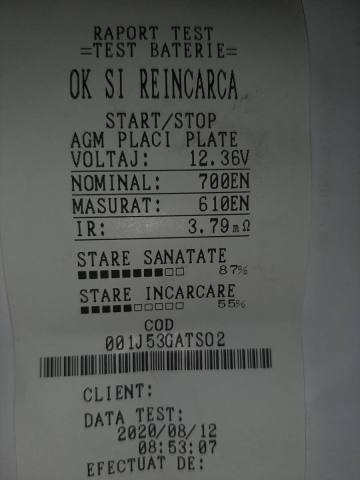 RAPORT TEST
=TEST BATERIE=
OK SI REINCARCA
START/STOP
AGM PLACI PLATE
VOLTAJ: 12.36V
NOMINAL: 700EN
MASURAT: 610EN
IR: 3.79mΩ
STARE SANATATE
87%
STARE INCARCARE
55%
COD
001J53GATS02
CLIENT:
DATA TEST:
2020/08/12
08:53:07
EFECTUAT DE: